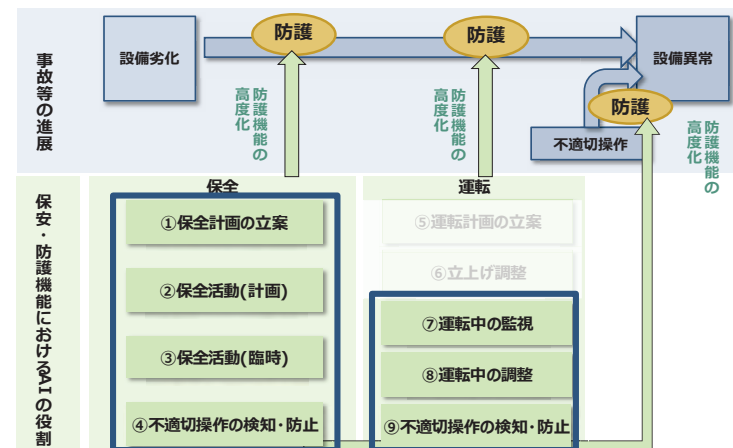 事故等の進展
設備劣化
防護
防護
設備異常
防護機能の
高度化
防護機能の
高度化
防護
不適切操作
防護機能の
高度化
保安・防護機能におけるAIの役割
保全
①保全計画の立案
②保全活動(計画)
③保全活動(臨時)
④不適切操作の検知・防止
運転
⑤運転計画の立案
⑥立上げ調整
⑦運転中の監視
⑧運転中の調整
⑨不適切操作の検知・防止